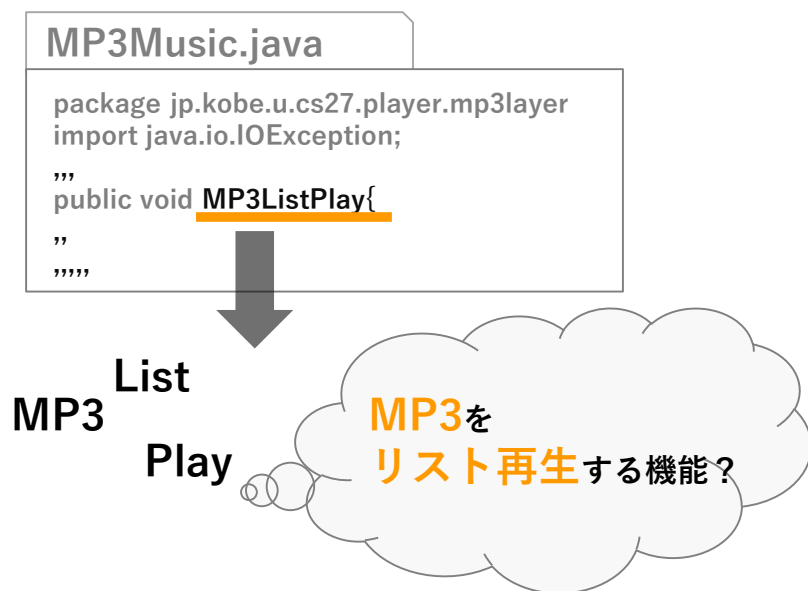 MP3Music.java
package jp.kobe.u.cs27.player.mp3layer
import java.io.IOException;
,,,
public void MP3ListPlay{
,,
,,,,,
List
MP3
Play
MP3を
リスト再生する機能？